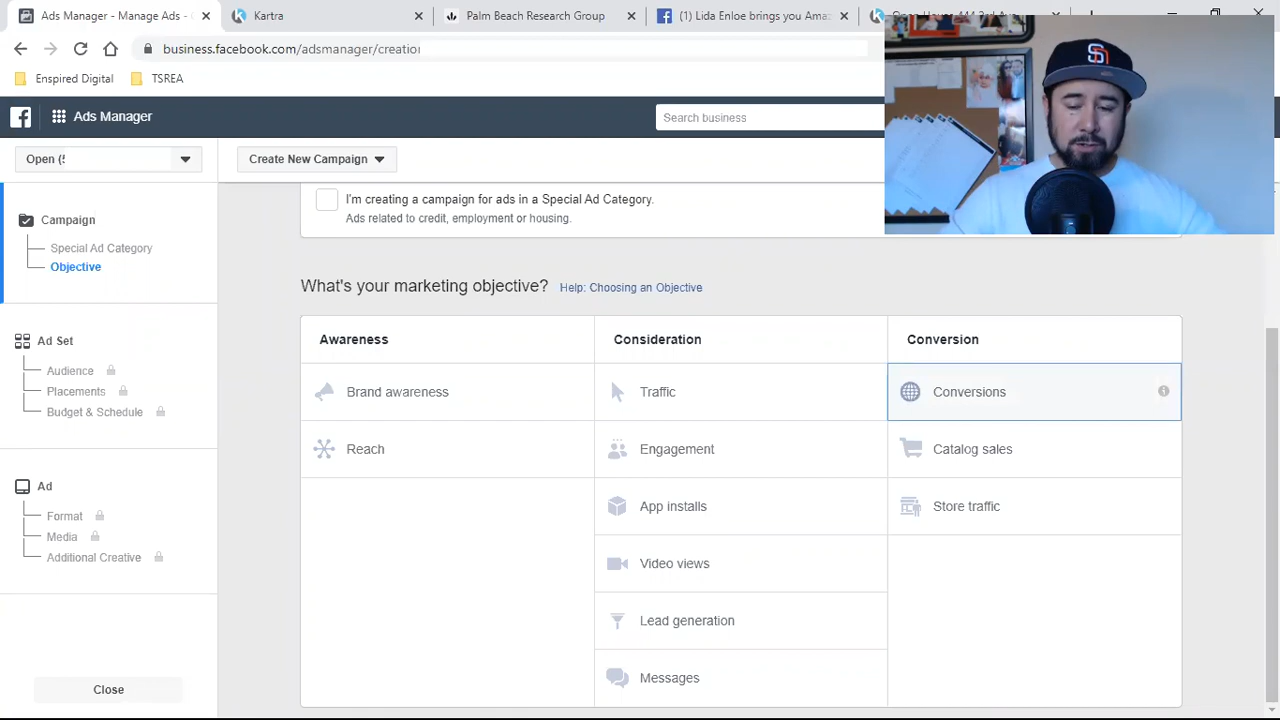 Ads Manager - Manage Ads -
Kartra
Palm Beach Research Group
(1) Lida Enloe brings you Ama
business.facebook.com/adsmanager/creation
Enspired Digital
TSREA
Ads Manager
Search business
Open (
Create New Campaign
I'm creating a campaign for ads in a Special Ad Category.
Ads related to credit, employment or housing.
Campaign
Special Ad Category
Objective
What's your marketing objective?
Help: Choosing an Objective
Ad Set
Audience
Placements
Budget & Schedule
Awareness
Consideration
Conversion
Brand awareness
Traffic
Conversions
Reach
Engagement
Catalog sales
App installs
Store traffic
Video views
Lead generation
Messages
Ad
Format
Media
Additional Creative
Close